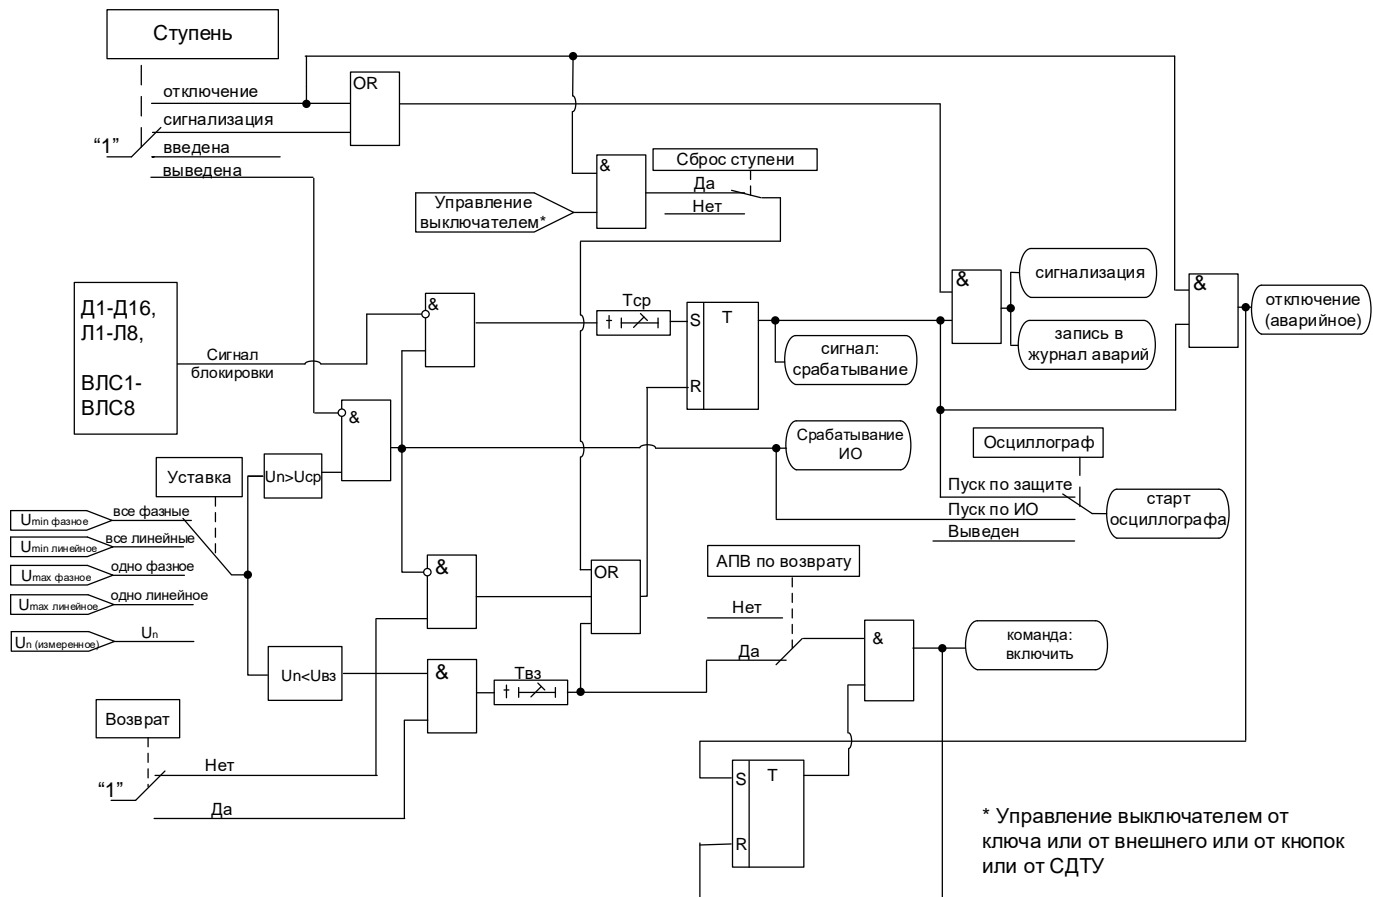 Ступень
отключение
OR
сигнализация
“1”
введена
выведена
&
Сброс ступени
Да
Нет
Управление
выключателем*
Д1-Д16,
Л1-Л8,
ВЛС1-
ВЛС8
Сигнал
блокировки
&
Тср
S T
R
&
сигнализация
запись в
журнал аварий
&
отключение
(аварийное)
сигнал:
срабатывание
&
Срабатывание
ИО
Осциллограф
Пуск по защите
Пуск по ИО
Выведен
старт
осциллографа
Уставка
Un>Uср
Umin фазное
все фазные
Umin линейное
все линейные
Umax фазное
одно фазное
Umax линейное
одно линейное
Un (измеренное)
Un
&
OR
АПВ по возврату
Нет
Да
&
команда:
включить
Un<Uвз
&
Твз
Возврат
“1”
Нет
Да
S T
R
* Управление выключателем от
ключа или от внешнего или от кнопок
или от СДТУ